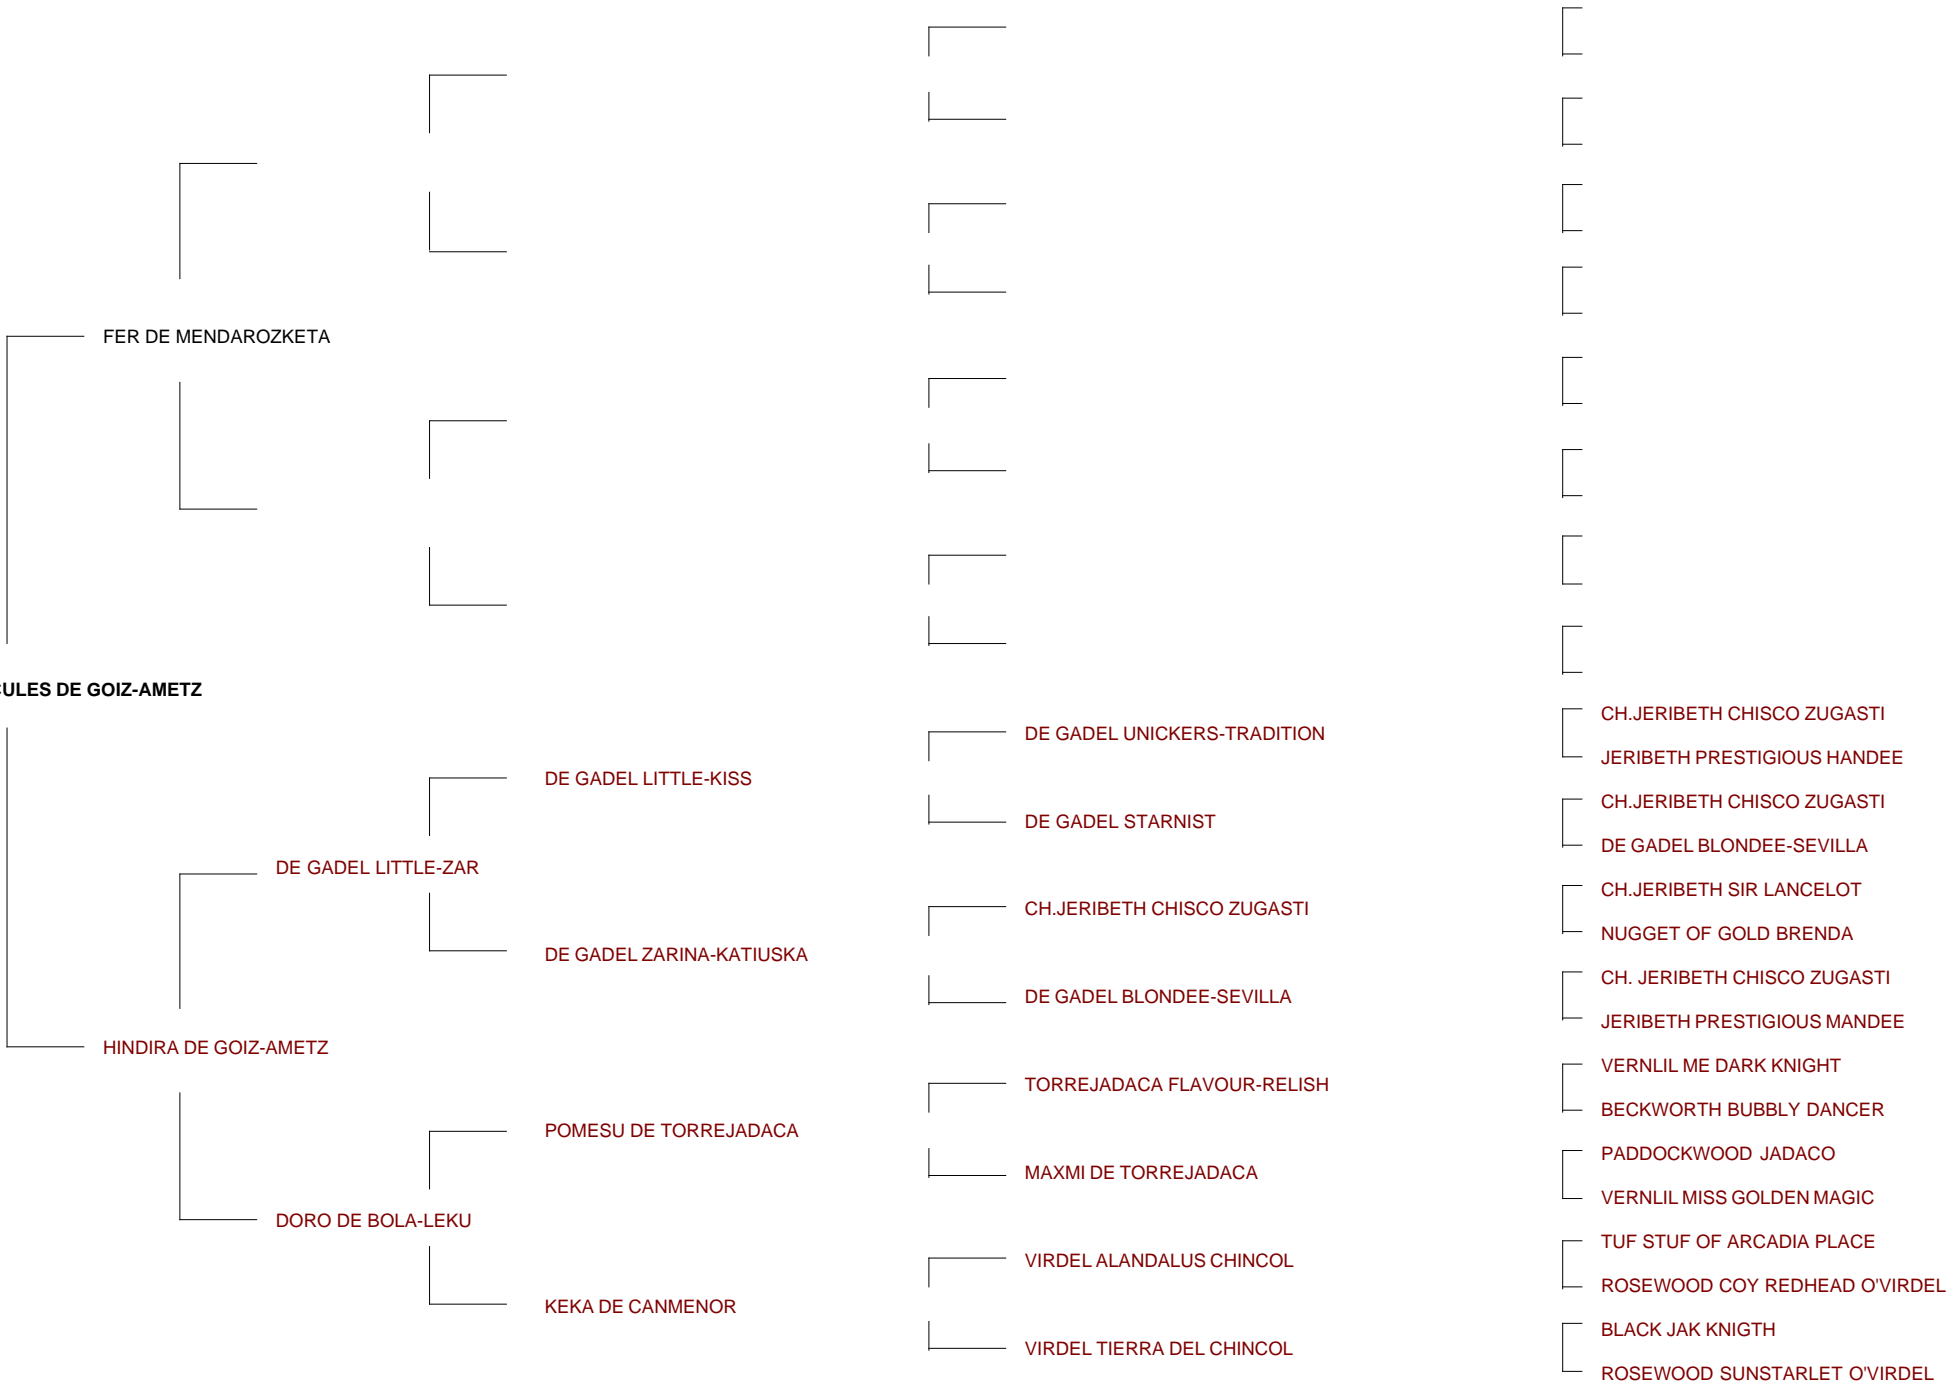 FER DE MENDAROZKETA
DE GOIZ-AMETZ
CH.JERIBETH CHISCO ZUGASTI
DE GADEL UNICKERS-TRADITION
JERIBETH PRESTIGIOUS HANDEE
DE GADEL LITTLE-KISS
CH.JERIBETH CHISCO ZUGASTI
DE GADEL STARNIST
DE GADEL BLONDEE-SEVILLA
DE GADEL LITTLE-ZAR
CH.JERIBETH SIR LANCELOT
CH.JERIBETH CHISCO ZUGASTI
NUGGET OF GOLD BRENDA
DE GADEL ZARINA-KATIUSKA
CH. JERIBETH CHISCO ZUGASTI
DE GADEL BLONDEE-SEVILLA
JERIBETH PRESTIGIOUS MANDEE
HINDIRA DE GOIZ-AMETZ
VERNLIL ME DARK KNIGHT
TORREJADACA FLAVOUR-RELISH
BECKWORTH BUBBLY DANCER
POMESU DE TORREJADACA
PADDOCKWOOD JADACO
MAXMI DE TORREJADACA
VERNLIL MISS GOLDEN MAGIC
DORO DE BOLA-LEKU
TUF STUF OF ARCADIA PLACE
VIRDEL ALANDALUS CHINCOL
ROSEWOOD COY REDHEAD O'VIRDEL
KEKA DE CANMENOR
BLACK JAK KNIGTH
VIRDEL TIERRA DEL CHINCOL
ROSEWOOD SUNSTARLET O'VIRDEL